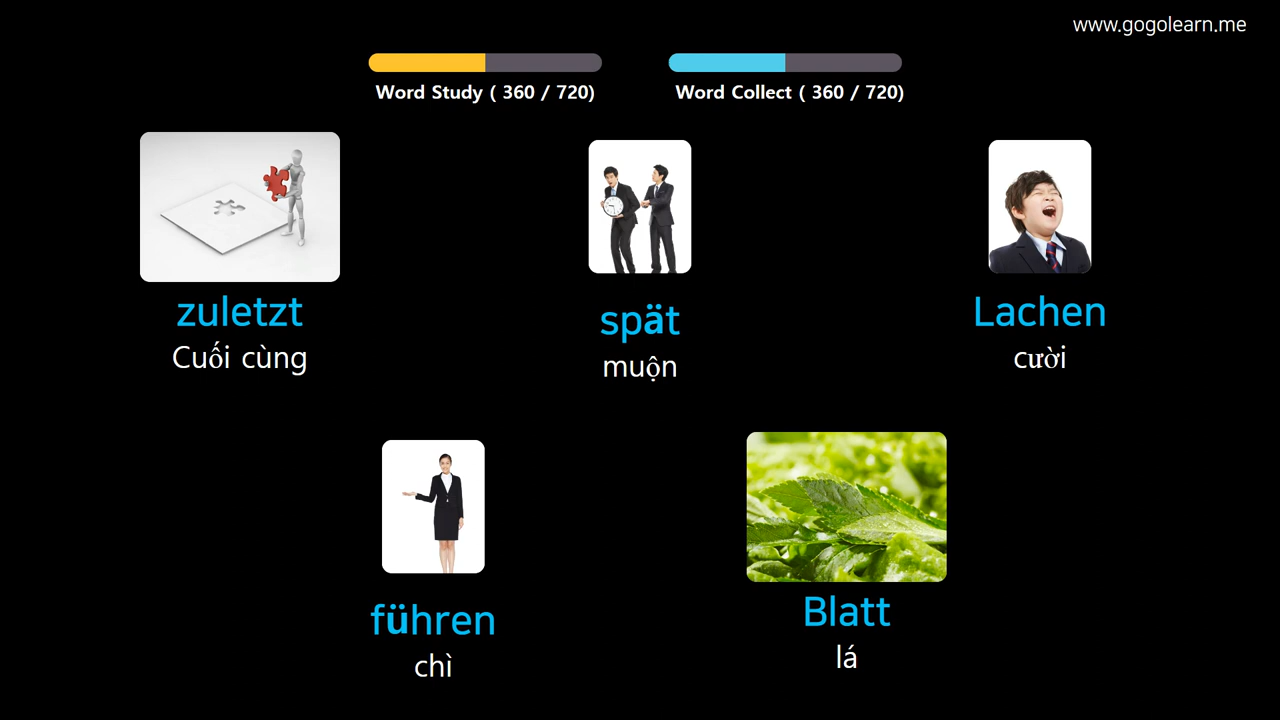 www.gogolearn.me
Word Study ( 360 / 720)
Word Collect ( 360 / 720)
zuletzt
Cuối cùng
spät
muộn
Lachen
cười
führen
chì
Blatt
lá